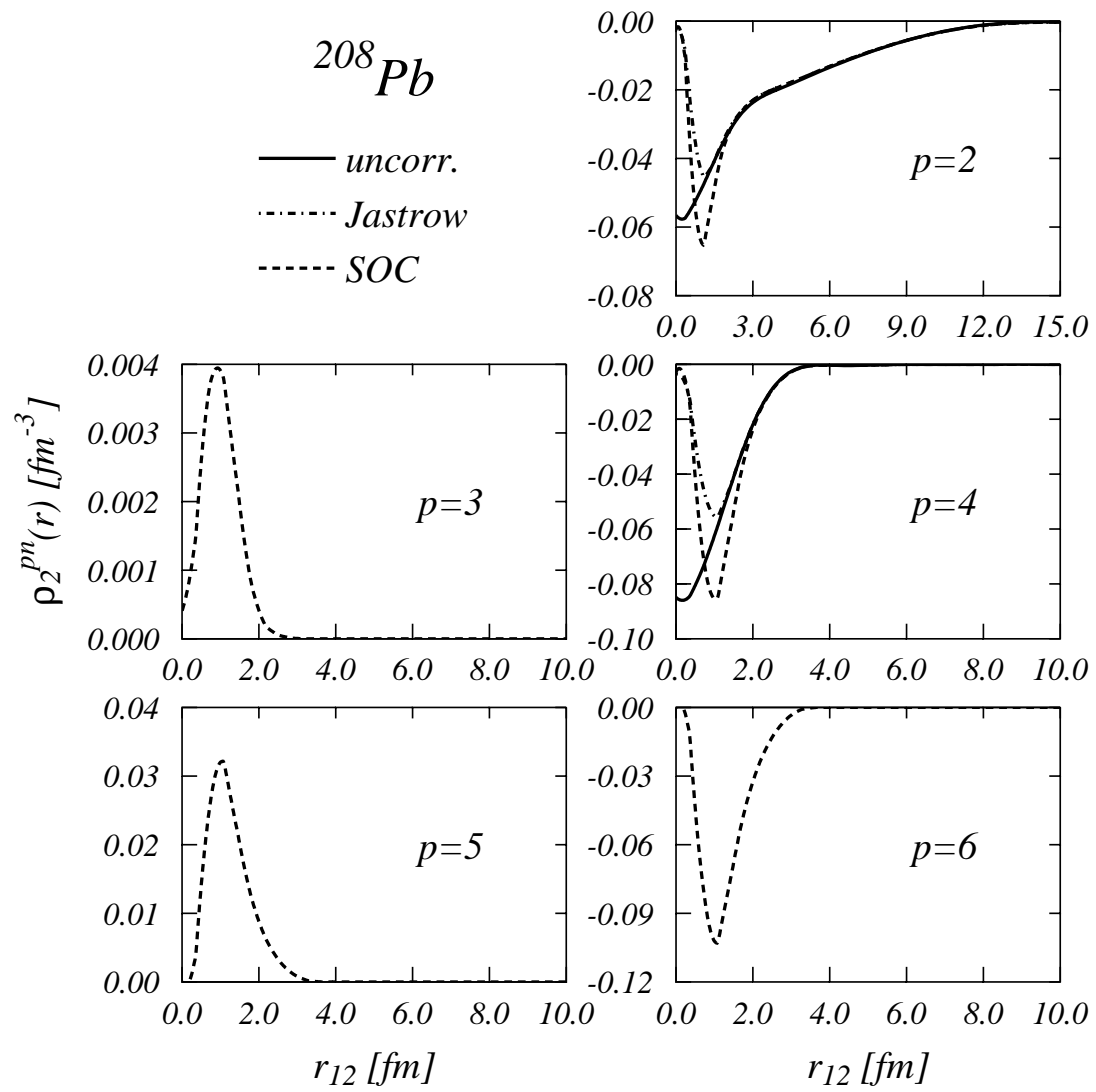 ²⁰⁸Pb
uncorr.
Jastrow
SOC
0.00
-0.02
-0.04
-0.06
-0.08
p=2
0.0 3.0 6.0 9.0 12.0 15.0
ρ₂ᵖⁿ(r) [fm⁻³]
0.004
0.003
0.002
0.001
0.000
p=3
0.0 2.0 4.0 6.0 8.0 10.0
0.00
-0.02
-0.04
-0.06
-0.08
-0.10
p=4
0.0 2.0 4.0 6.0 8.0 10.0
0.04
0.03
0.02
0.01
0.00
p=5
0.0 2.0 4.0 6.0 8.0 10.0
r₁₂ [fm]
0.00
-0.03
-0.06
-0.09
-0.12
p=6
0.0 2.0 4.0 6.0 8.0 10.0
r₁₂ [fm]